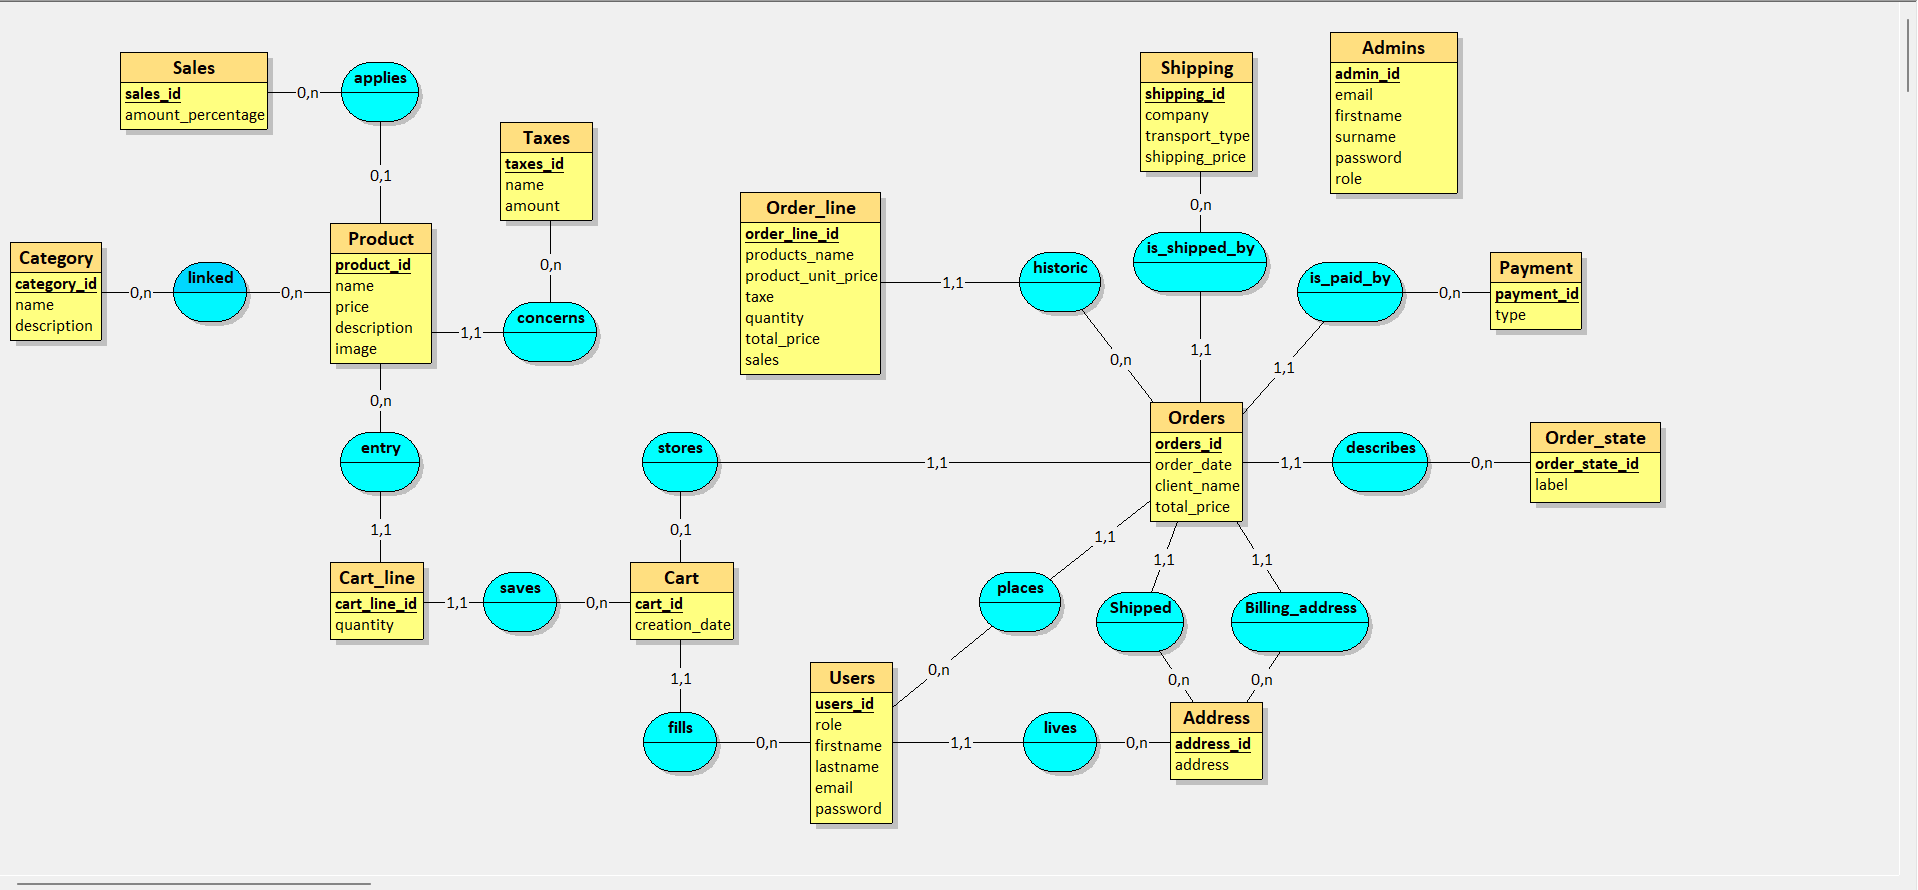 Sales
sales_id
amount_percentage
0,n
applies
0,1
Taxes
taxes_id
name
amount
0,n
concerns
1,1
Category
category_id
name
description
0,n
linked
0,n
Product
product_id
name
price
description
image
0,n
entry
1,1
Cart_line
cart_line_id
quantity
1,1
saves
0,n
Cart
cart_id
creation_date
0,1
stores
1,1
1,1
fills
0,n
Users
users_id
role
firstname
lastname
email
password
0,n
places
1,1
1,1
lives
0,n
Address
address_id
address
0,n
0,n
Shipped
Billing_address
1,1
1,1
Orders
orders_id
order_date
client_name
total_price
Order_line
order_line_id
products_name
product_unit_price
taxe
quantity
total_price
sales
1,1
historic
0,n
Shipping
shipping_id
company
transport_type
shipping_price
0,n
is_shipped_by
1,1
Admins
admin_id
email
firstname
surname
password
role
is_paid_by
1,1
0,n
Payment
payment_id
type
1,1
describes
0,n
Order_state
order_state_id
label